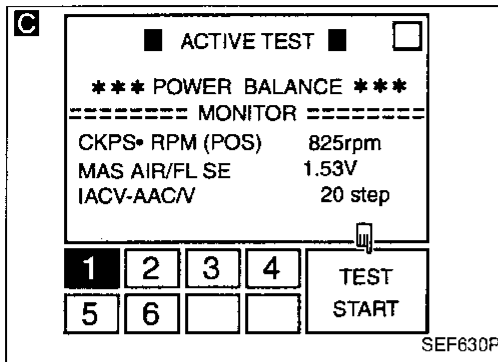 C
■ ACTIVE TEST ■
*** POWER BALANCE ***
======== MONITOR ========
CKPS• RPM (POS) 825rpm
MAS AIR/FL SE 1.53V
IACV-AAC/V 20 step
1 2 3 4
5 6
TEST
START
SEF630P